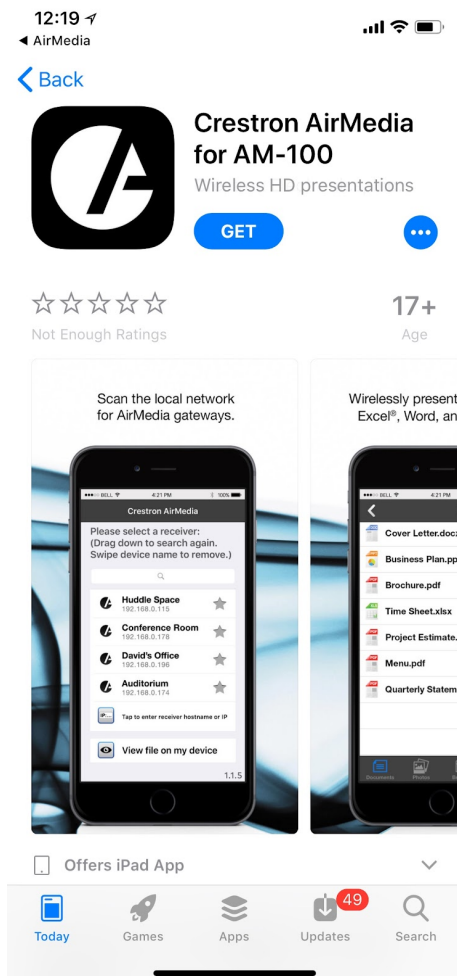 12:19
◀ AirMedia
Back
Crestron AirMedia
for AM-100
Wireless HD presentations
GET
17+
Not Enough Ratings
Age
Scan the local network
for AirMedia gateways.
BELL 4:21 PM 100%
Crestron AirMedia
Please select a receiver:
(Drag down to search again.
Swipe device name to remove.)
Huddle Space
192.168.0.115
Conference Room
192.168.0.178
David's Office
192.168.0.196
Auditorium
192.168.0.174
IP...
Tap to enter receiver hostname or IP
View file on my device
1.1.5
Wirelessly present
Excel®, Word, an
BELL 4:21 PM
Cover Letter.doc
Business Plan.pp
Brochure.pdf
Time Sheet.xlsx
Project Estimate.
Menu.pdf
Quarterly Statem
Documents Photos
Offers iPad App
49
Today Games Apps Updates Search